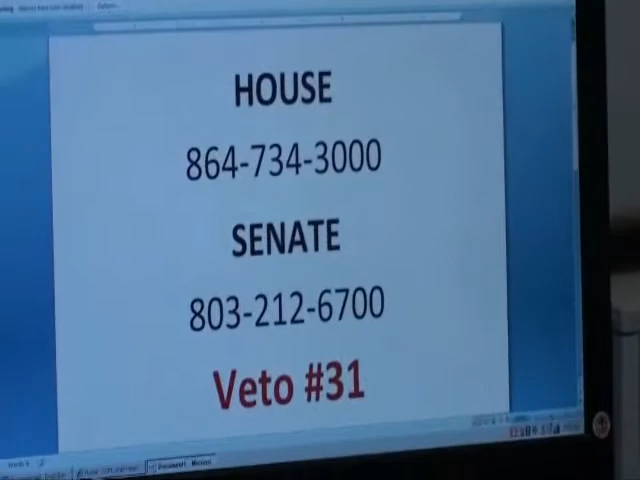 HOUSE
864-734-3000
SENATE
803-212-6700
Veto #31